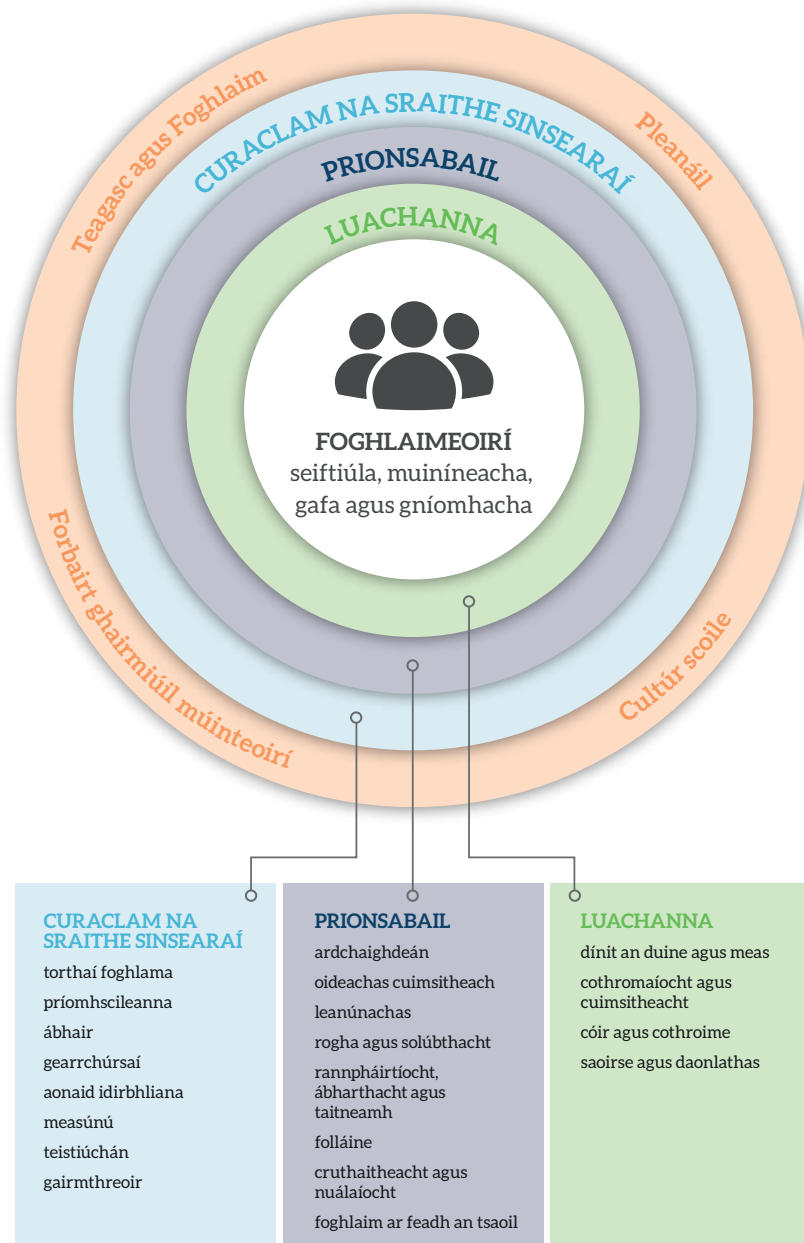 Teagasc agus Foghlaim
Pleanáil
CURACLAM NA SRAITHE SINSEARAÍ
PRIONSABAIL
LUACHANNA
FOGHLAIMEOIRÍ
seiftiúla, muiníneacha,
gafa agus gníomhacha
Forbairt ghairmiúil múinteoirí
Cultúr scoile
CURACLAM NA
SRAITHE SINSEARAÍ
torthaí foghlama
príomhscileanna
ábhair
gearrchúrsaí
aonaid idirbhliana
measúnú
teistiúchán
gairmthreoir
PRIONSABAIL
ardchaighdeán
oideachas cuimsitheach
leanúnachas
rogha agus solúbthacht
rannpháirtíocht,
ábharthacht agus
taitneamh
folláine
cruthaitheacht agus
nuálaíocht
foghlaim ar feadh an tsaoil
LUACHANNA
dínit an duine agus meas
cothromaíocht agus
cuimsitheacht
cóir agus cothroime
saoirse agus daonlathas